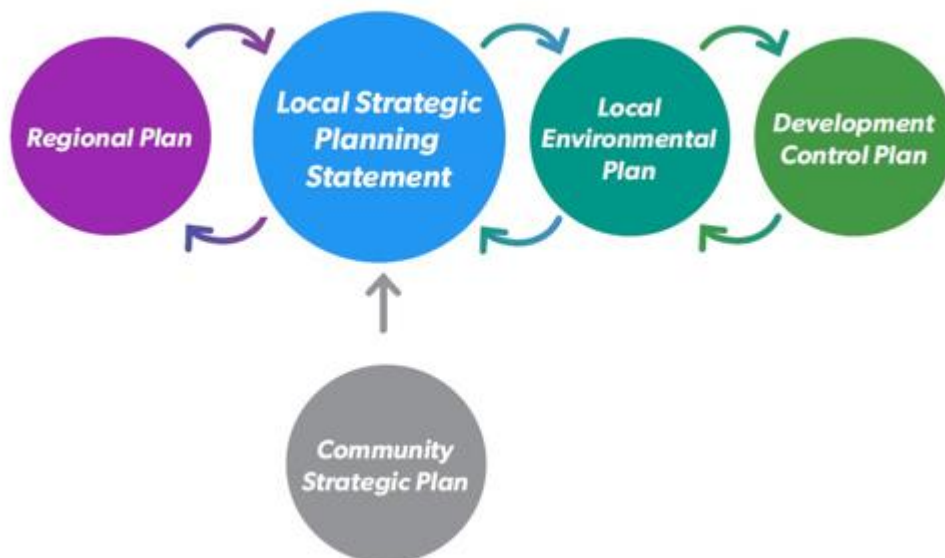 Regional Plan
Local Strategic
Planning
Statement
Local
Environmental
Plan
Development
Control Plan
Community
Strategic Plan